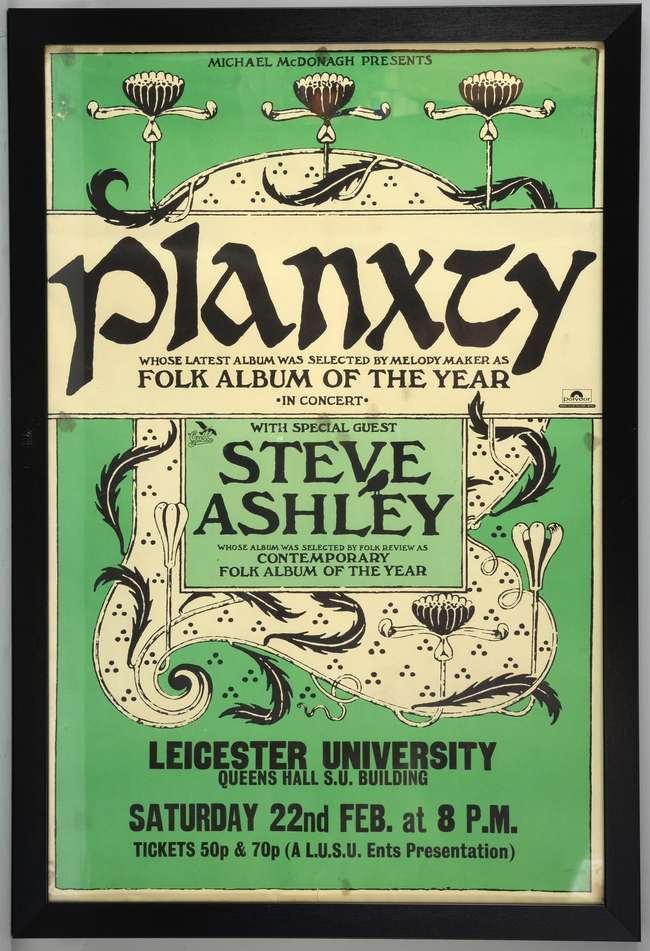 MICHAEL McDONAGH PRESENTS
planxty
WHOSE LATEST ALBUM WAS SELECTED BY MELODY MAKER AS
FOLK ALBUM OF THE YEAR
•IN CONCERT•
polydor
WITH SPECIAL GUEST
STEVE
ASHLEY
WHOSE ALBUM WAS SELECTED BY FOLK REVIEW AS
CONTEMPORARY
FOLK ALBUM OF THE YEAR
LEICESTER UNIVERSITY
QUEENS HALL S.U. BUILDING
SATURDAY 22nd FEB. at 8 P.M.
TICKETS 50p & 70p (A L.U.S.U. Ents Presentation)